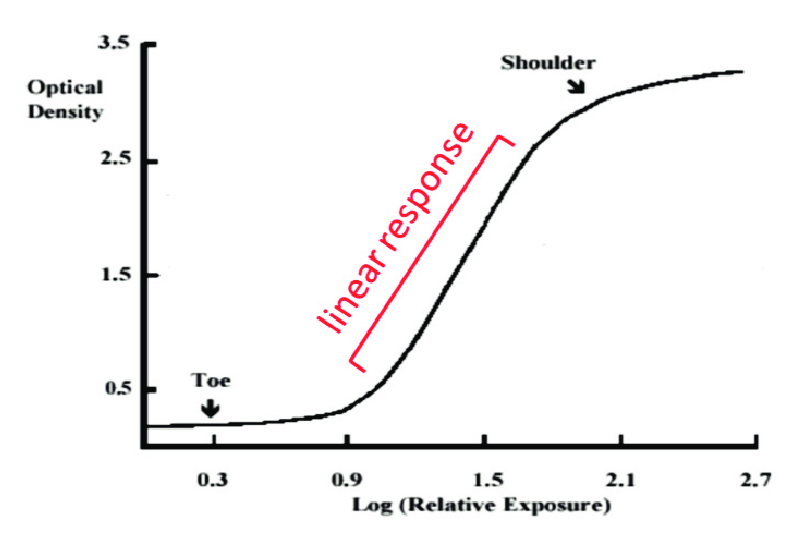 3.5
Optical
Density
Shoulder
2.5
linear response
1.5
Toe
0.5
0.3 0.9 1.5 2.1 2.7
Log (Relative Exposure)